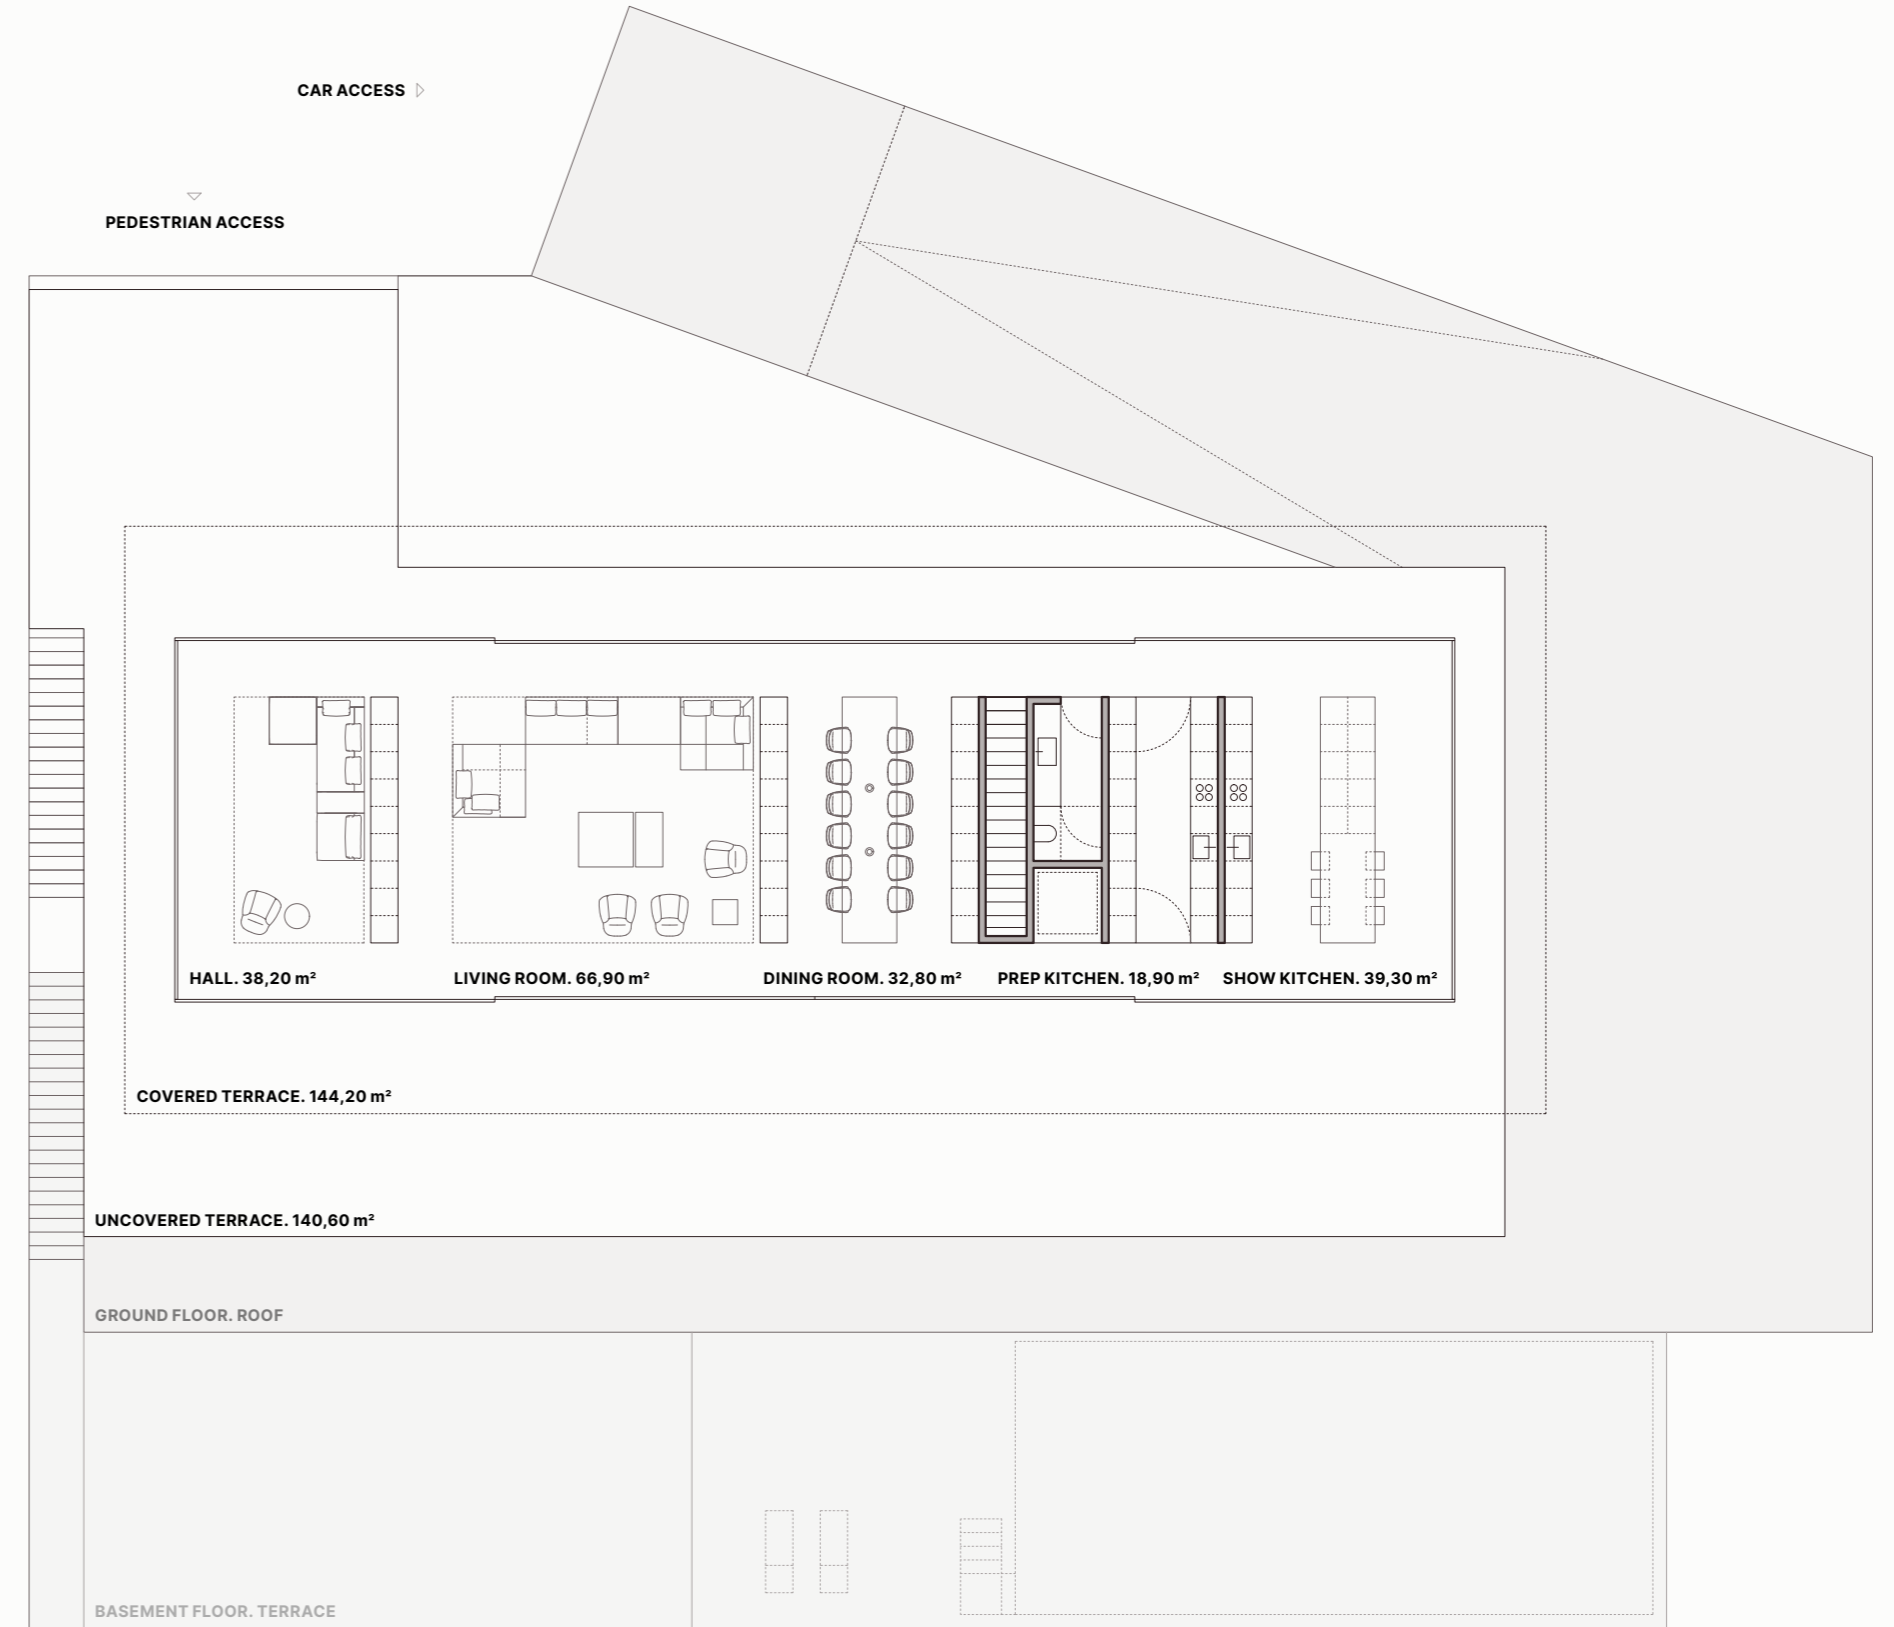 CAR ACCESS
PEDESTRIAN ACCESS
HALL. 38,20 m²
LIVING ROOM. 66,90 m²
DINING ROOM. 32,80 m²
PREP KITCHEN. 18,90 m²
SHOW KITCHEN. 39,30 m²
COVERED TERRACE. 144,20 m²
UNCOVERED TERRACE. 140,60 m²
GROUND FLOOR. ROOF
BASEMENT FLOOR. TERRACE